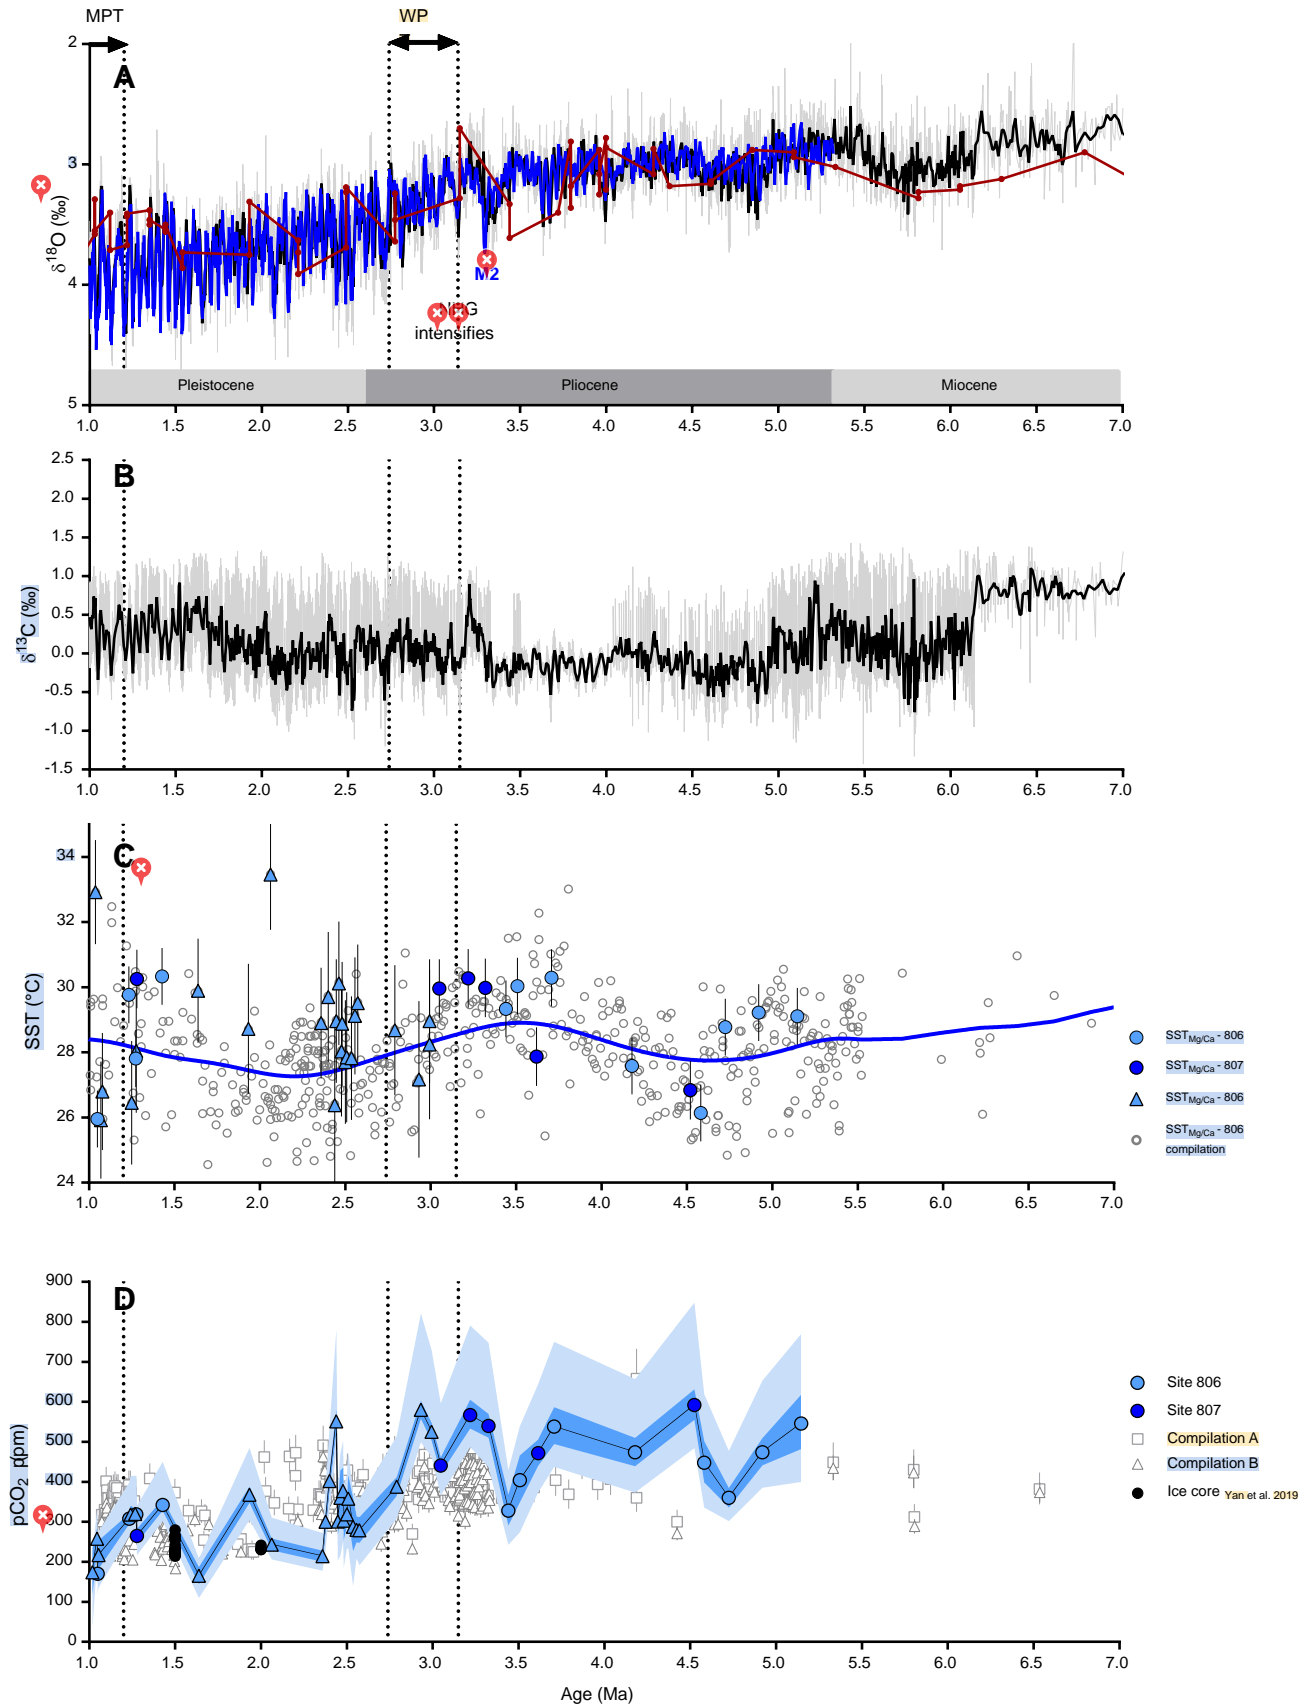 MPT
WP
2
A
3
δ18O (‰)
M2
4
NHG
intensifies
Pleistocene
Pliocene
Miocene
5
1.0 1.5 2.0 2.5 3.0 3.5 4.0 4.5 5.0 5.5 6.0 6.5 7.0
B
2.5
2.0
1.5
1.0
0.5
0.0
-0.5
-1.0
-1.5
δ13C (‰)
1.0 1.5 2.0 2.5 3.0 3.5 4.0 4.5 5.0 5.5 6.0 6.5 7.0
C
34
32
30
28
26
24
SST (°C)
SSTMg/Ca - 806
SSTMg/Ca - 807
SSTMg/Ca - 806
SSTMg/Ca - 806
compilation
1.0 1.5 2.0 2.5 3.0 3.5 4.0 4.5 5.0 5.5 6.0 6.5 7.0
D
900
800
700
600
500
400
300
200
100
0
Site 806
Site 807
Compilation A
Compilation B
Ice core Yan et al. 2019
1.0 1.5 2.0 2.5 3.0 3.5 4.0 4.5 5.0 5.5 6.0 6.5 7.0
Age (Ma)